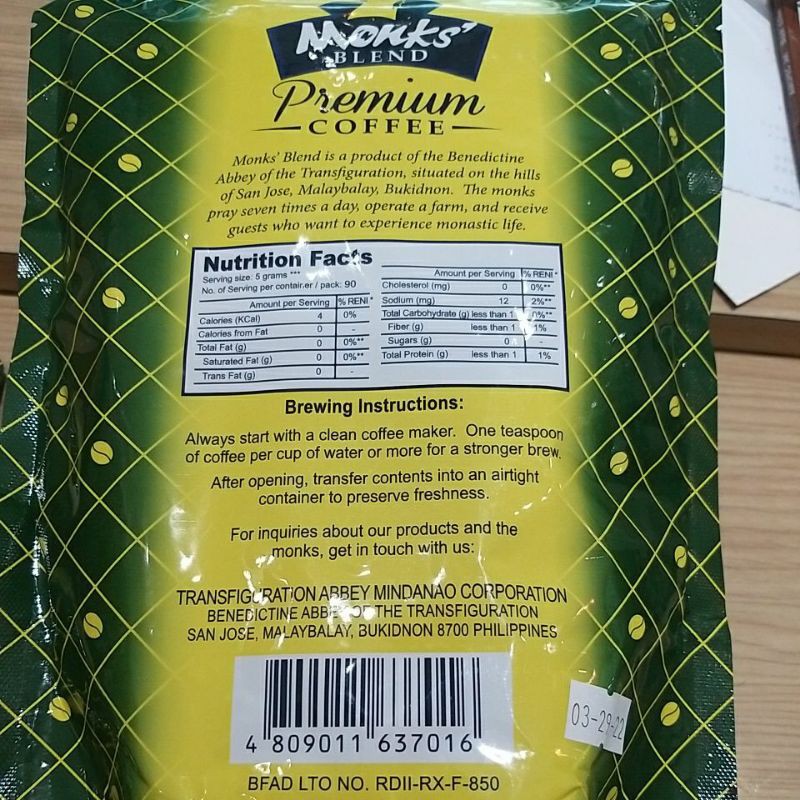 Monks'
BLEND
Premium
COFFEE
Monks' Blend is a product of the Benedictine
Abbey of the Transfiguration, situated on the hills
of San Jose, Malaybalay, Bukidnon. The monks
pray seven times a day, operate a farm, and receive
guests who want to experience monastic life.
Nutrition Facts
Serving size: 5 grams ***
No. of Serving per container / pack: 90
Amount per Serving % RENI *
Calories (KCal) 4 0%
Calories from Fat 0 -
Total Fat (g) 0 0%**
Saturated Fat (g) 0 0%**
Trans Fat (g) 0 -
Amount per Serving % RENI *
Cholesterol (mg) 0 0%**
Sodium (mg) 12 2%**
Total Carbohydrate (g) less than 1 0%**
Fiber (g) less than 1 1%
Sugars (g) 0 -
Total Protein (g) less than 1 1%
Brewing Instructions:
Always start with a clean coffee maker. One teaspoon
of coffee per cup of water or more for a stronger brew.
After opening, transfer contents into an airtight
container to preserve freshness.
For inquiries about our products and the
monks, get in touch with us:
TRANSFIGURATION ABBEY MINDANAO CORPORATION
BENEDICTINE ABBEY OF THE TRANSFIGURATION
SAN JOSE, MALAYBALAY, BUKIDNON 8700 PHILIPPINES
4 809011 637016
03-29-22
BFAD LTO NO. RDII-RX-F-850